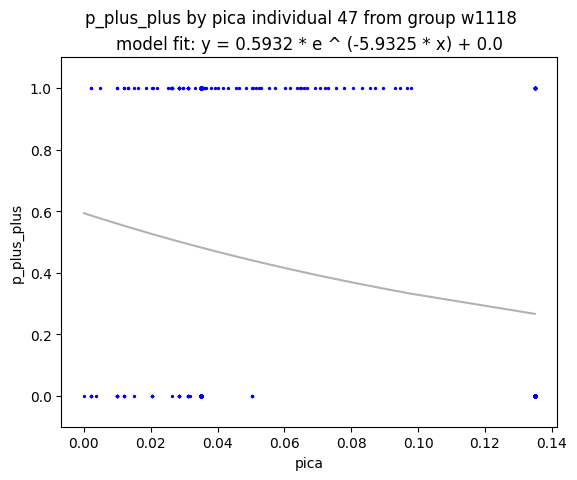 p_plus_plus by pica individual 47 from group w1118
model fit: y = 0.5932 * e ^ (-5.9325 * x) + 0.0
1.0
0.8
0.6
0.4
0.2
0.0
p_plus_plus
0.00 0.02 0.04 0.06 0.08 0.10 0.12 0.14
pica